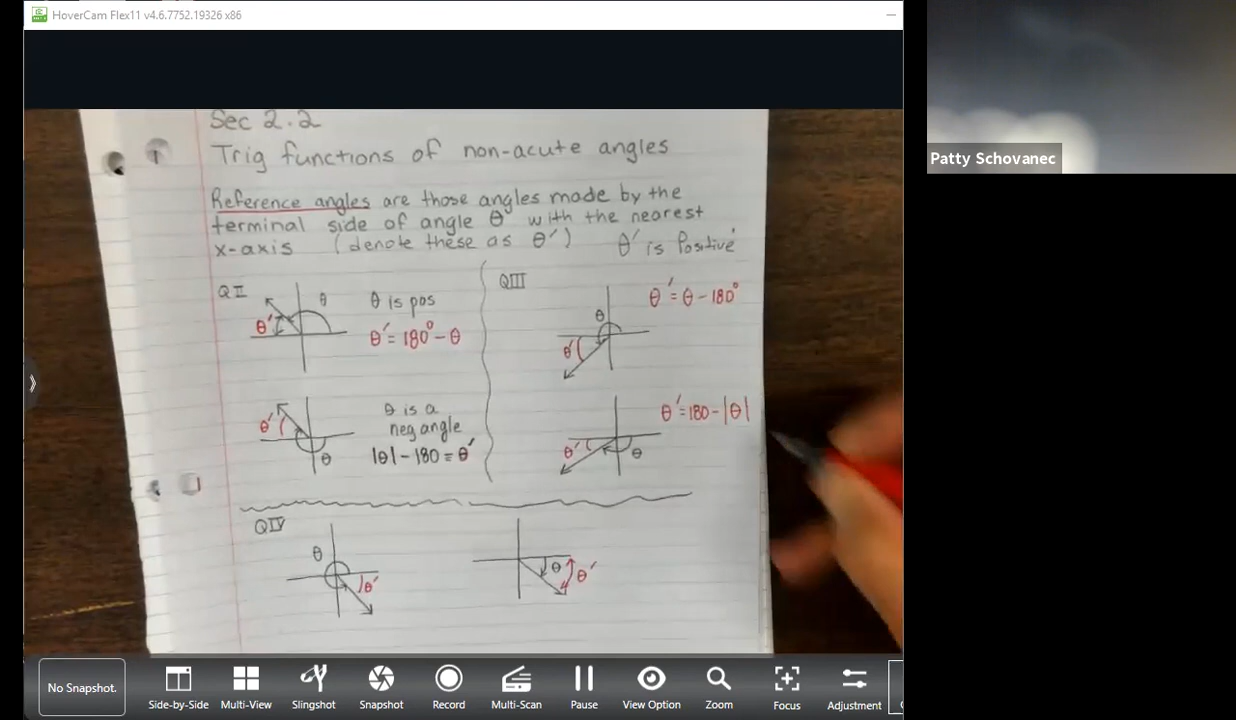 HoverCam Flex11 v4.6.7752.19326 x86
Patty Schovanec
Sec 2.2
Trig functions of non-acute angles
Reference angles are those angles made by the
terminal side of angle θ with the nearest
x-axis (denote these as θ′) θ′ is Positive
QII
θ
θ′
θ is pos
θ′ = 180° - θ
θ′
θ
θ is a
neg angle
|θ| - 180 = θ′
QIII
θ′ = θ - 180°
θ
θ′
θ′ = 180 - |θ|
θ′
θ
QIV
θ
θ′
θ
θ′
No Snapshot.
Side-by-Side
Multi-View
Slingshot
Snapshot
Record
Multi-Scan
Pause
View Option
Zoom
Focus
Adjustment